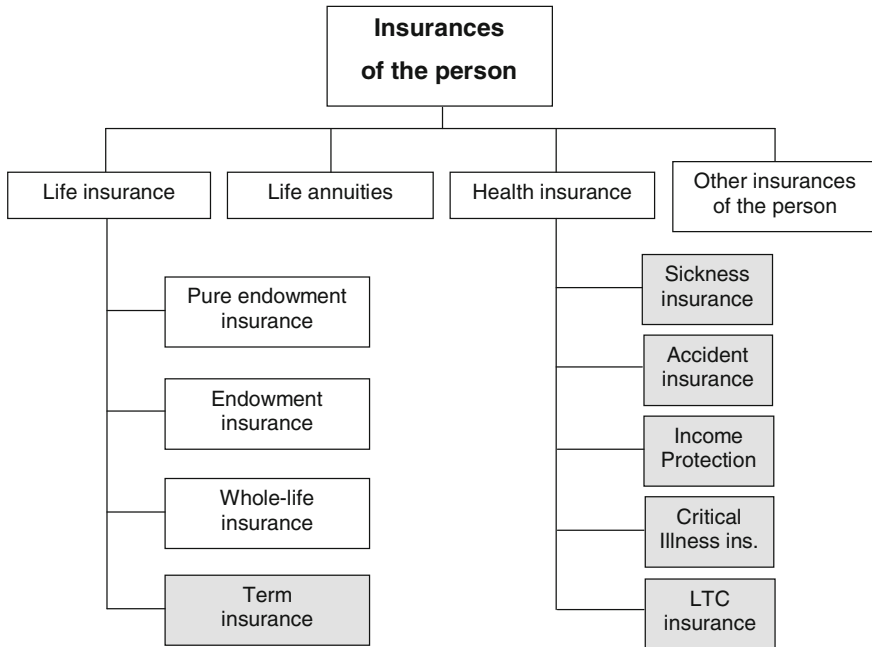 Insurances
of the person
Life insurance
Life annuities
Health insurance
Other insurances
of the person
Pure endowment
insurance
Endowment
insurance
Whole-life
insurance
Term
insurance
Sickness
insurance
Accident
insurance
Income
Protection
Critical
Illness ins.
LTC
insurance